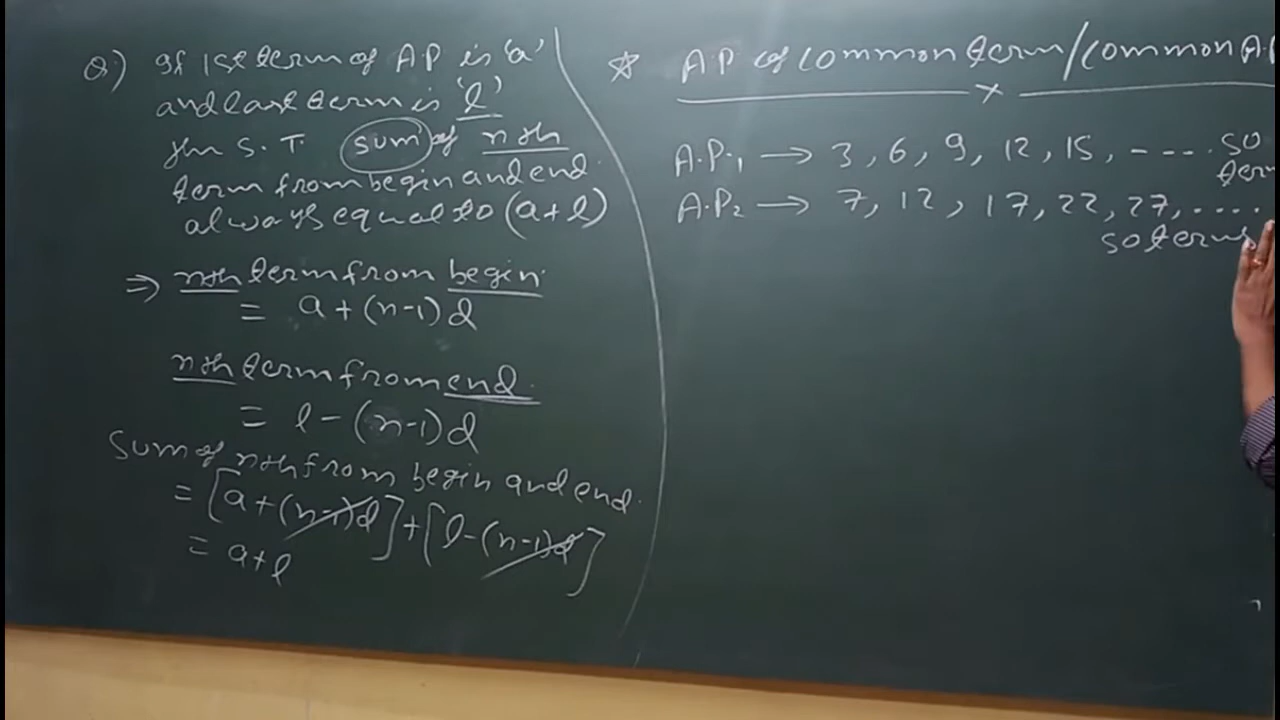 Q.) If 1st term of A.P is 'a'
and last term is 'l'
then S.T. sum of nth
term from begin and end.
always equal to (a+l)
⇒ nth term from begin.
= a+(n-1)d
nth term from end.
= l-(n-1)d
Sum of nth from begin and end.
= [a+(n-1)d]+[l-(n-1)d]
= a+l
☆ A.P of common term/common AP
A.P.1 → 3, 6, 9, 12, 15, ---- 50
term
A.P2 → 7, 12, 17, 22, 27, ....
50 terms